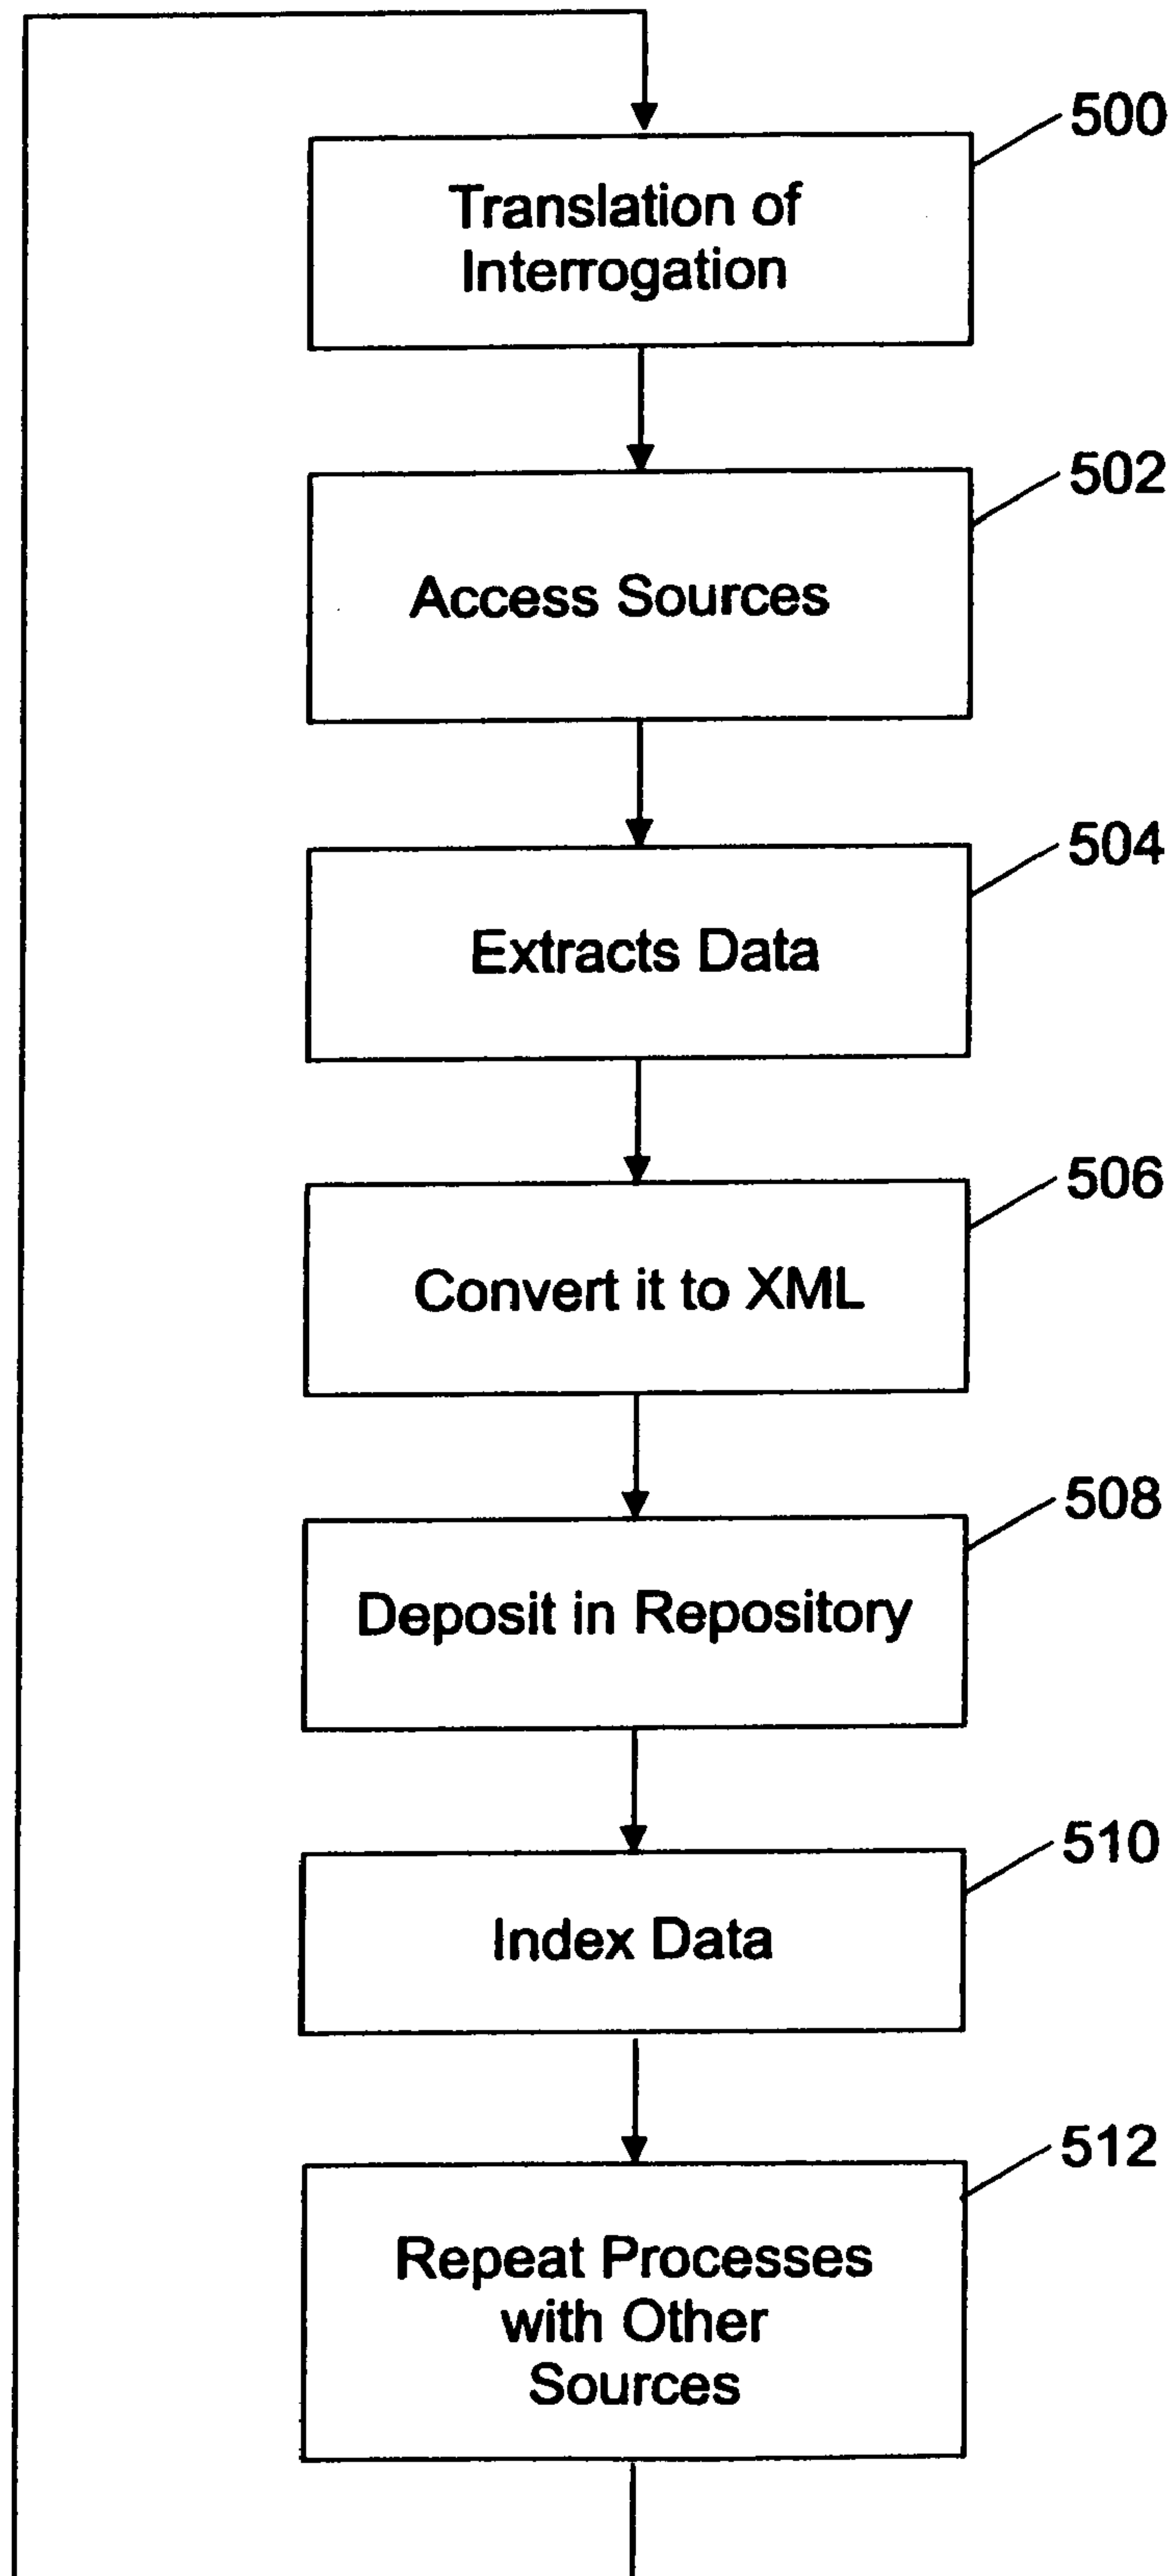 500
Translation of
Interrogation
502
Access Sources
504
Extracts Data
506
Convert it to XML
508
Deposit in Repository
510
Index Data
512
Repeat Processes
with Other
Sources